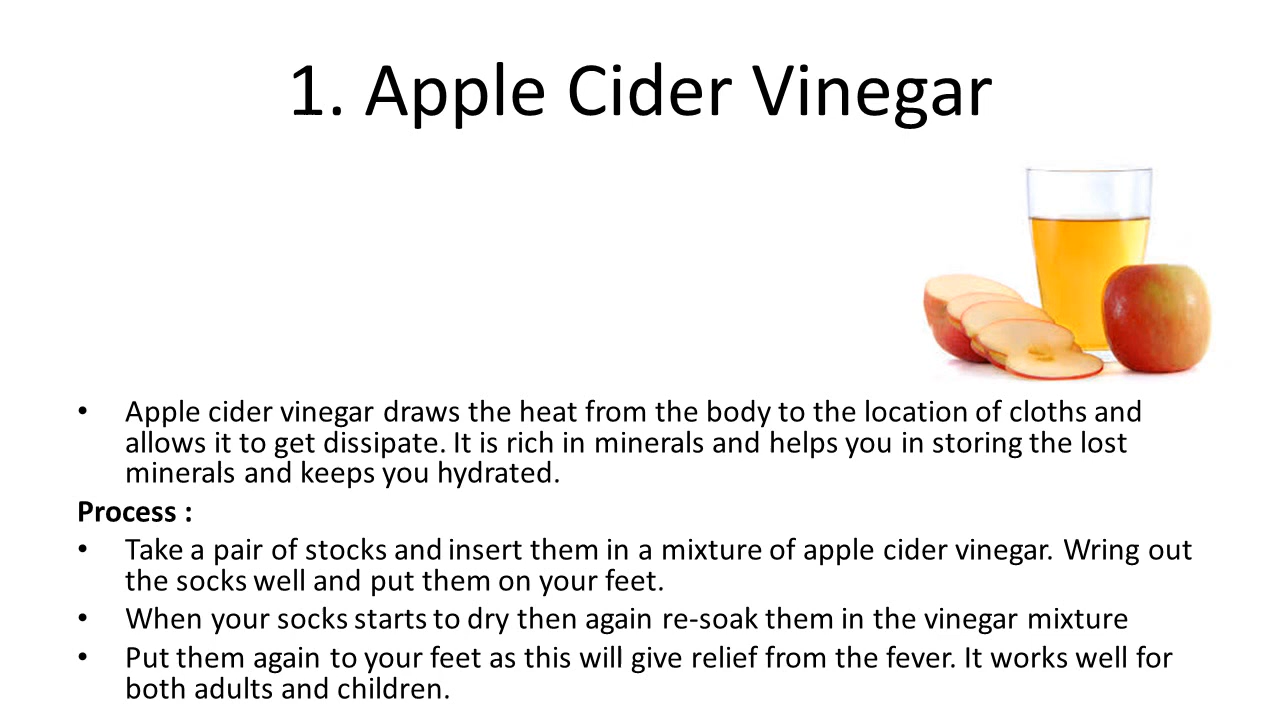 1. Apple Cider Vinegar
• Apple cider vinegar draws the heat from the body to the location of cloths and
allows it to get dissipate. It is rich in minerals and helps you in storing the lost
minerals and keeps you hydrated.
Process :
• Take a pair of stocks and insert them in a mixture of apple cider vinegar. Wring out
the socks well and put them on your feet.
• When your socks starts to dry then again re-soak them in the vinegar mixture
• Put them again to your feet as this will give relief from the fever. It works well for
both adults and children.